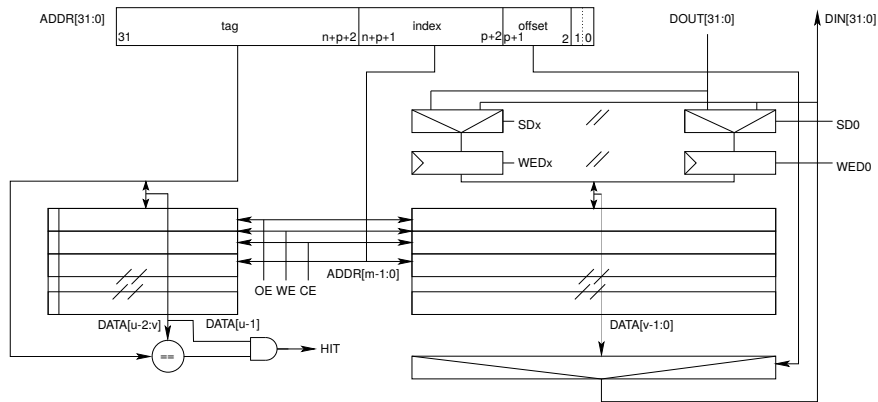 ADDR[31:0] tag index offset DOUT[31:0] DIN[31:0]
31 n+p+2 n+p+1 p+2 p+1 2 1 0
SDx SD0
WEDx WED0
ADDR[m-1:0]
OE WE CE
DATA[u-2:v] DATA[u-1] DATA[v-1:0]
== HIT